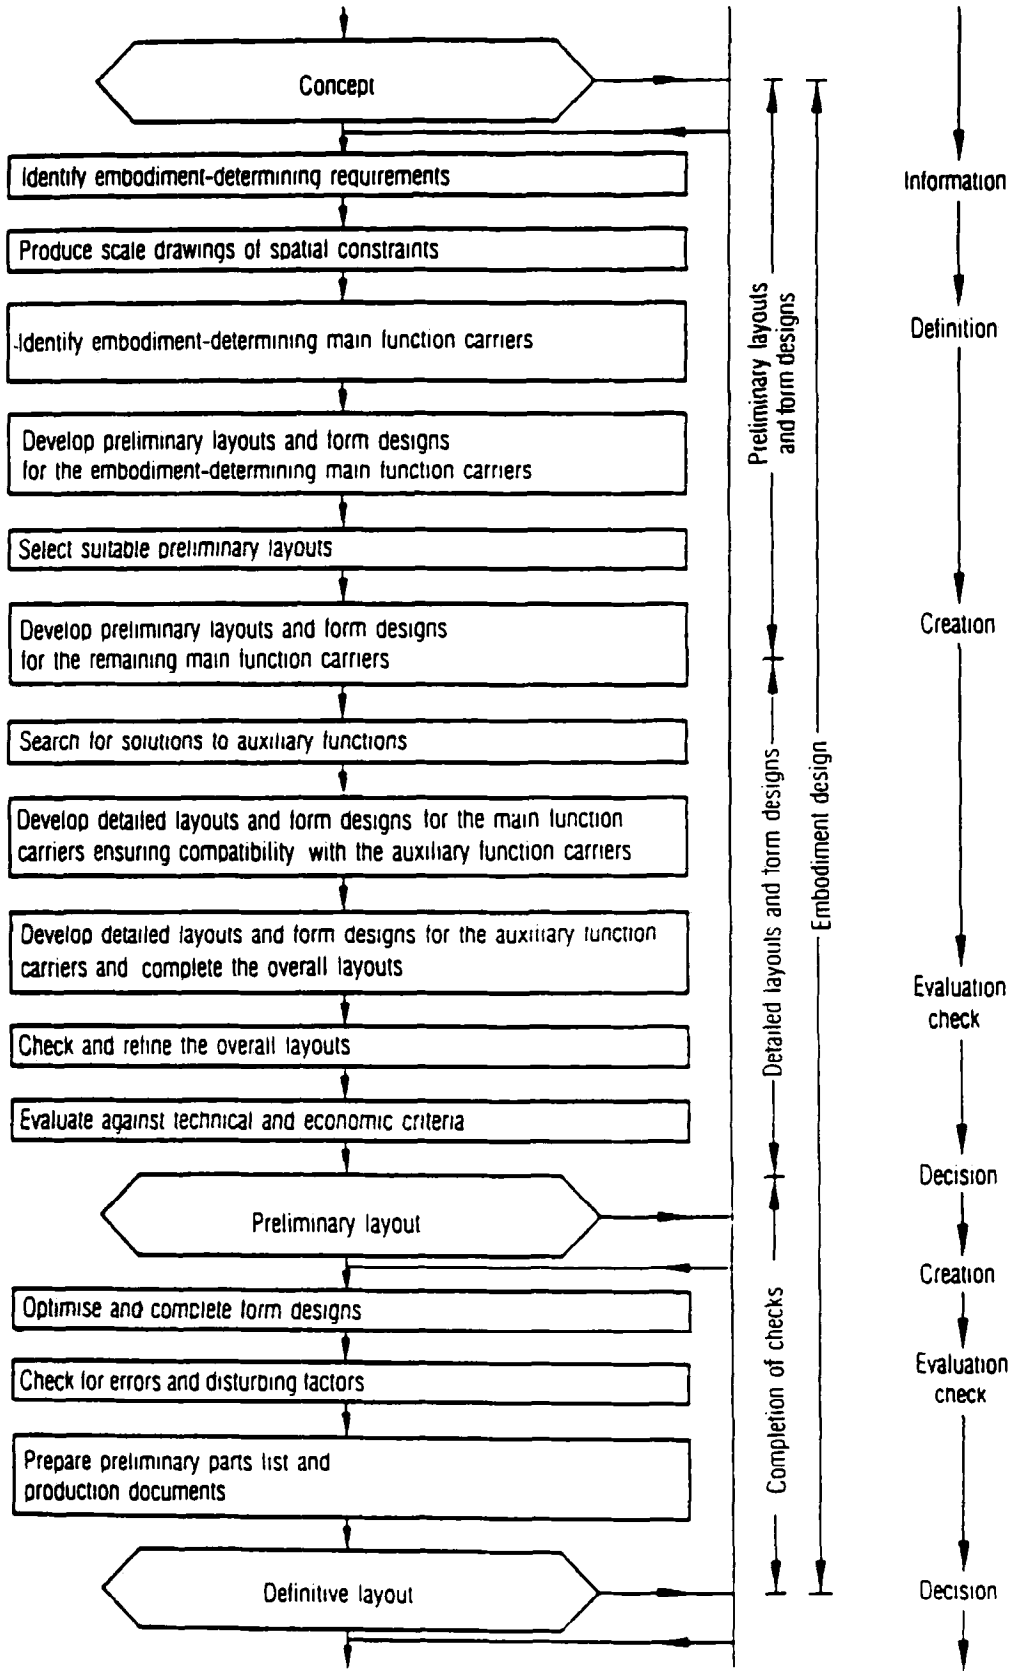 Concept
Identify embodiment-determining requirements
Produce scale drawings of spatial constraints
Identify embodiment-determining main function carriers
Develop preliminary layouts and form designs
for the embodiment-determining main function carriers
Select suitable preliminary layouts
Develop preliminary layouts and form designs
for the remaining main function carriers
Search for solutions to auxiliary functions
Develop detailed layouts and form designs for the main function
carriers ensuring compatibility with the auxiliary function carriers
Develop detailed layouts and form designs for the auxiliary function
carriers and complete the overall layouts
Check and refine the overall layouts
Evaluate against technical and economic criteria
Preliminary layout
Optimise and complete form designs
Check for errors and disturbing factors
Prepare preliminary parts list and
production documents
Definitive layout
Preliminary layouts
and form designs
Detailed layouts and form designs
Completion of checks
Embodiment design
Information
Definition
Creation
Evaluation
check
Decision
Creation
Evaluation
check
Decision